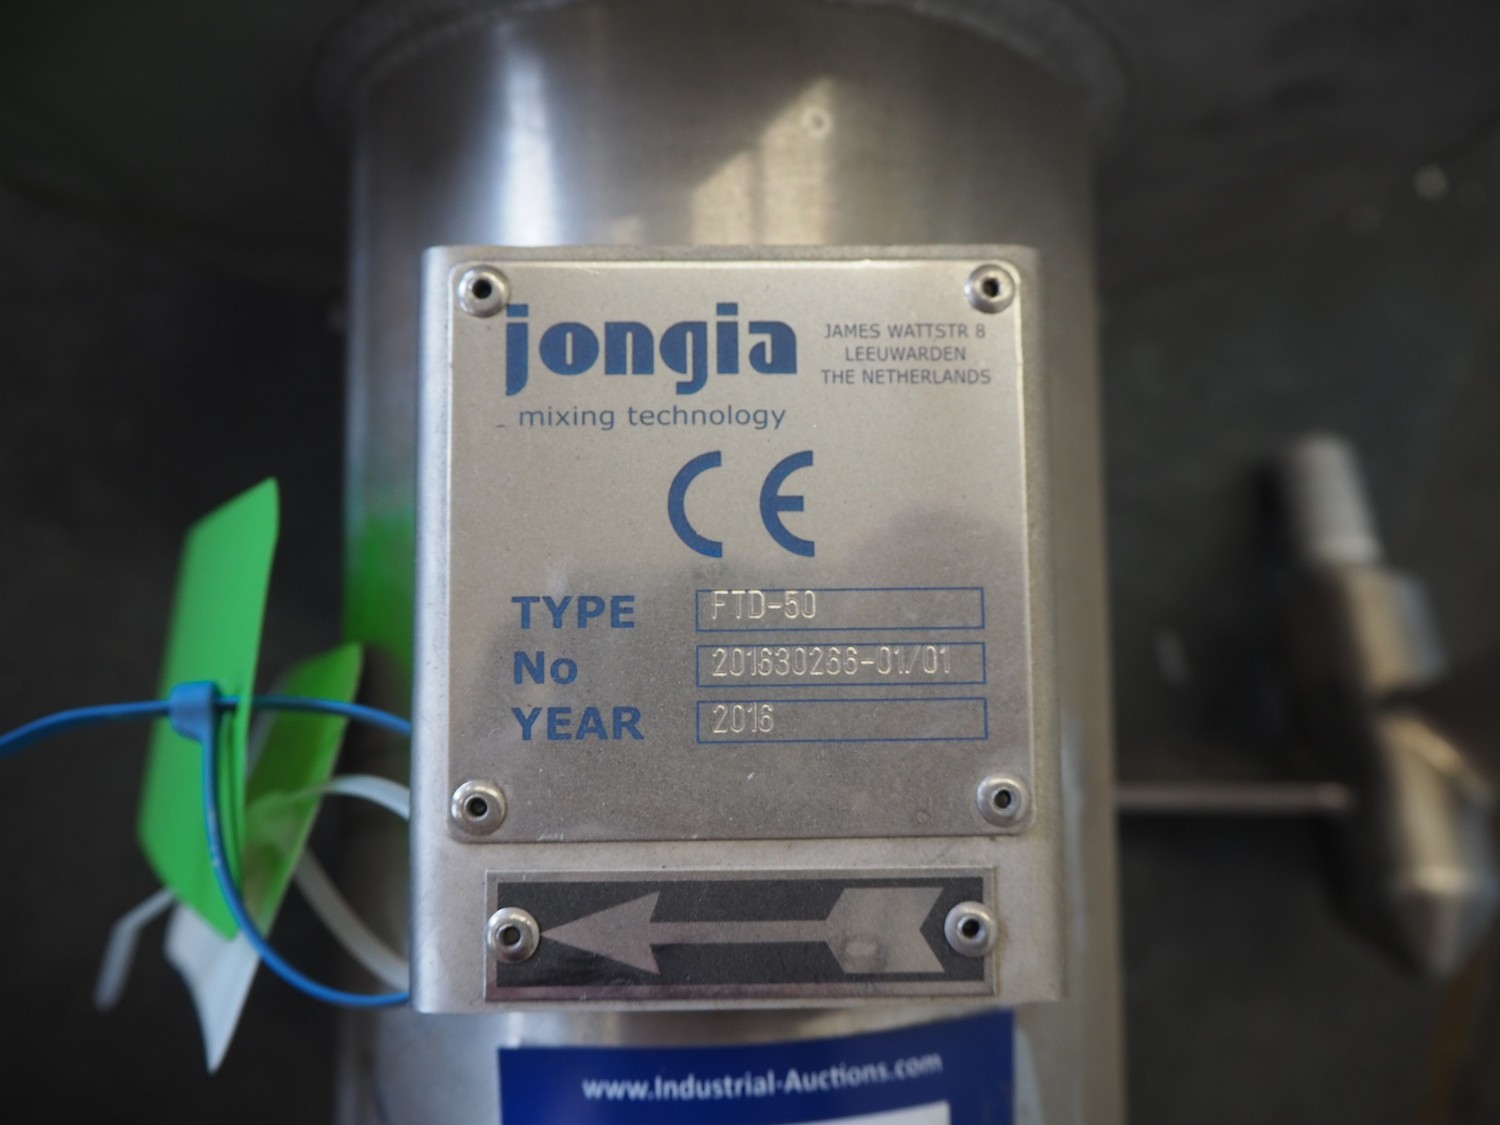 jongia
mixing technology
JAMES WATTSTR 8
LEEUWARDEN
THE NETHERLANDS
CE
TYPE FTD-50
No 201630266-01/01
YEAR 2016
www.Industrial-Auctions.com